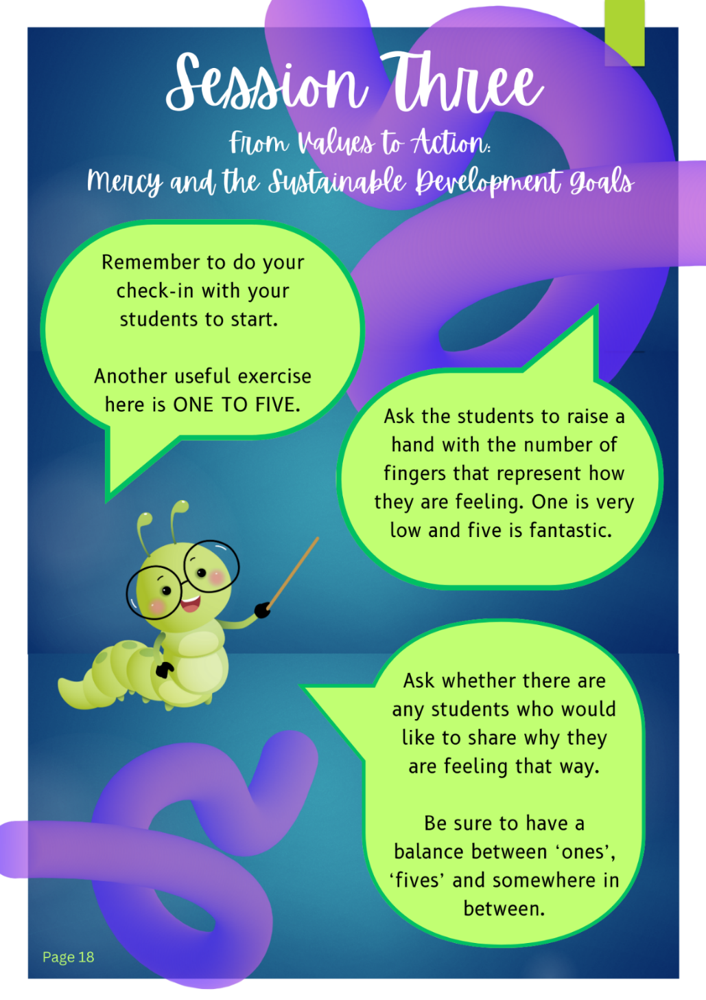 Session Three
From Values to Action:
Mercy and the Sustainable Development Goals
Remember to do your
check-in with your
students to start.
Another useful exercise
here is ONE TO FIVE.
Ask the students to raise a
hand with the number of
fingers that represent how
they are feeling. One is very
low and five is fantastic.
Ask whether there are
any students who would
like to share why they
are feeling that way.
Be sure to have a
balance between ‘ones’,
‘fives’ and somewhere in
between.
Page 18